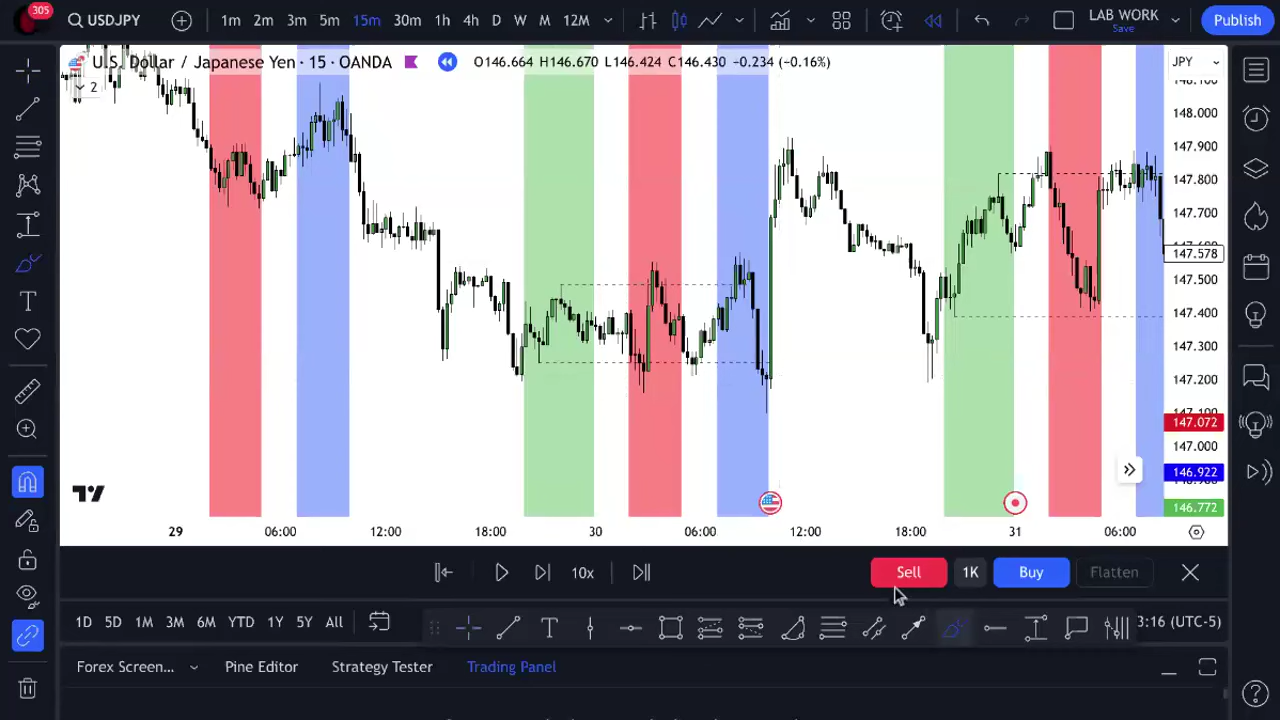 305
USDJPY
1m 2m 3m 5m 15m 30m 1h 4h D W M 12M
LAB WORK
Save
Publish
U.S. Dollar / Japanese Yen · 15 · OANDA
O146.664 H146.670 L146.424 C146.430 −0.234 (−0.16%)
JPY
2
148.100
148.000
147.900
147.800
147.700
147.578
147.500
147.400
147.300
147.200
147.100
147.072
147.000
146.922
146.772
29 06:00 12:00 18:00 30 06:00 12:00 18:00 31 06:00
10x
Sell 1K Buy Flatten
1D 5D 1M 3M 6M YTD 1Y 5Y All
3:16 (UTC-5)
Forex Screen... Pine Editor Strategy Tester Trading Panel